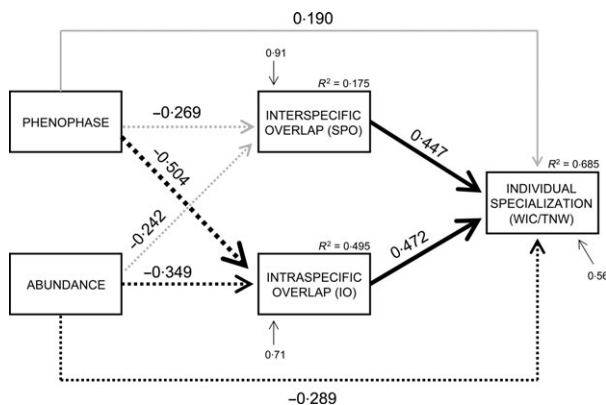 0·190
0·91
R² = 0·175
PHENOPHASE
−0·269
INTERSPECIFIC
OVERLAP (SPO)
−0·504
0·447
R² = 0·685
−0·242
INDIVIDUAL
SPECIALIZATION
(WIC/TNW)
R² = 0·495
0·472
ABUNDANCE
−0·349
INTRASPECIFIC
OVERLAP (IO)
0·56
0·71
−0·289